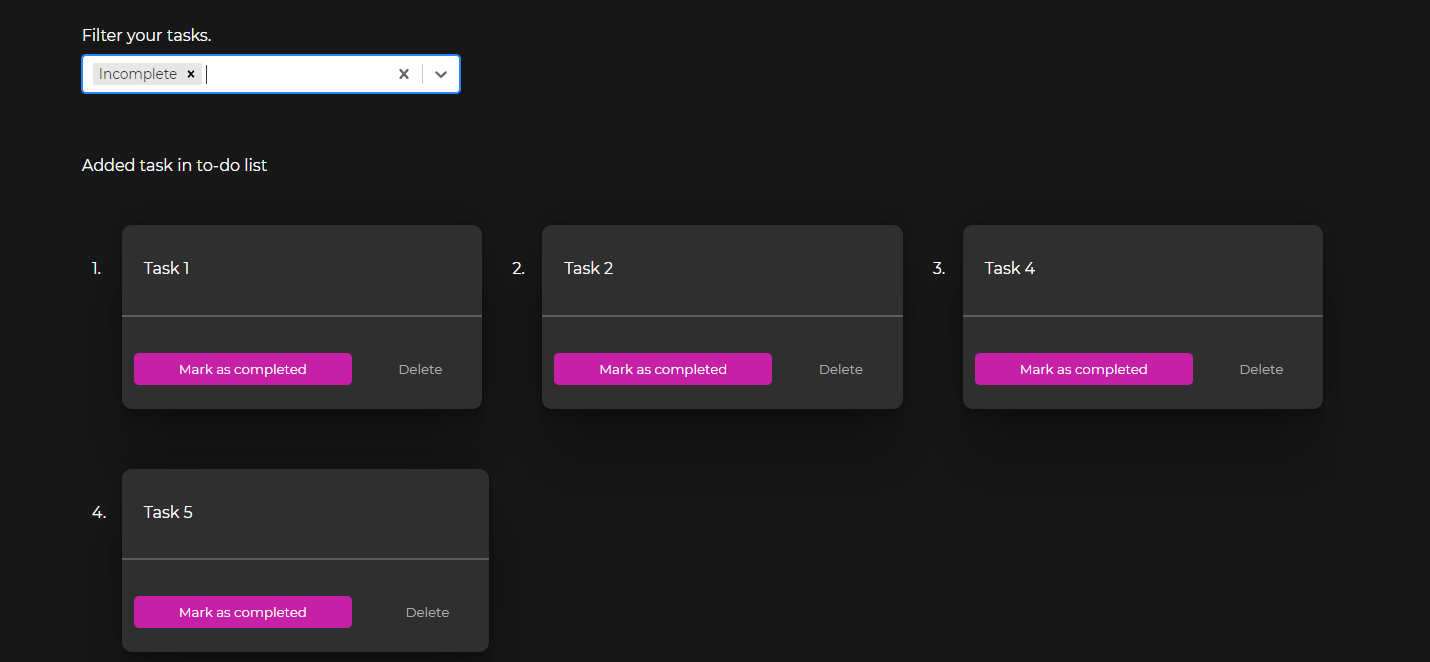 Filter your tasks.
Incomplete
Added task in to-do list
1. Task 1
Mark as completed Delete
2. Task 2
Mark as completed Delete
3. Task 4
Mark as completed Delete
4. Task 5
Mark as completed Delete